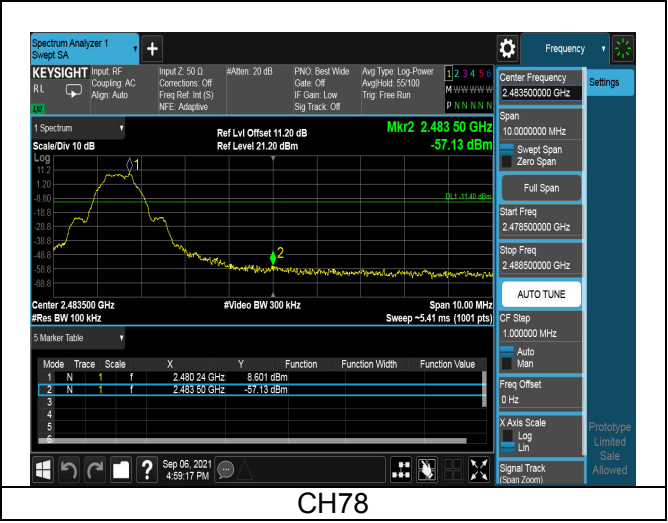 Spectrum Analyzer 1
Swept SA
Frequency
KEYSIGHT
RL
Input: RF
Coupling: AC
Align: Auto
Input Z: 50 Ω
Corrections: Off
Freq Ref: Int (S)
NFE: Adaptive
#Atten: 20 dB
PNO: Best Wide
Gate: Off
IF Gain: Low
Sig Track: Off
Avg Type: Log-Power
Avg|Hold: 55/100
Trig: Free Run
1 2 3 4 5 6
M W W W W W
P N N N N N
LXI
1 Spectrum
Scale/Div 10 dB
Ref Lvl Offset 11.20 dB
Ref Level 21.20 dBm
Mkr2 2.483 50 GHz
-57.13 dBm
Log
11.2
1.20
-8.80
-18.8
-28.8
-38.8
-48.8
-58.8
-68.8
1
2
DL1 -11.40 dBm
Center 2.483500 GHz
#Video BW 300 kHz
Span 10.00 MHz
#Res BW 100 kHz
Sweep ~5.41 ms (1001 pts)
5 Marker Table
Mode Trace Scale X Y Function Function Width Function Value
1 N 1 f 2.480 24 GHz 8.601 dBm
2 N 1 f 2.483 50 GHz -57.13 dBm
3
4
5
6
Sep 06, 2021
4:59:17 PM
Center Frequency
2.483500000 GHz
Span
10.0000000 MHz
Swept Span
Zero Span
Full Span
Start Freq
2.478500000 GHz
Stop Freq
2.488500000 GHz
AUTO TUNE
CF Step
1.000000 MHz
Auto
Man
Freq Offset
0 Hz
X Axis Scale
Log
Lin
Signal Track
(Span Zoom)
Settings
Prototype
Limited
Sale
Allowed
CH78